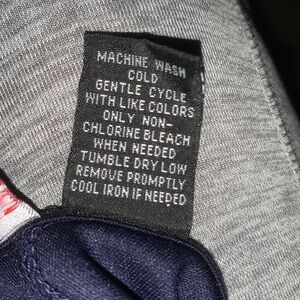 MACHINE WASH
COLD
GENTLE CYCLE
WITH LIKE COLORS
ONLY NON-
CHLORINE BLEACH
WHEN NEEDED
TUMBLE DRY LOW
REMOVE PROMPTLY
COOL IRON IF NEEDED